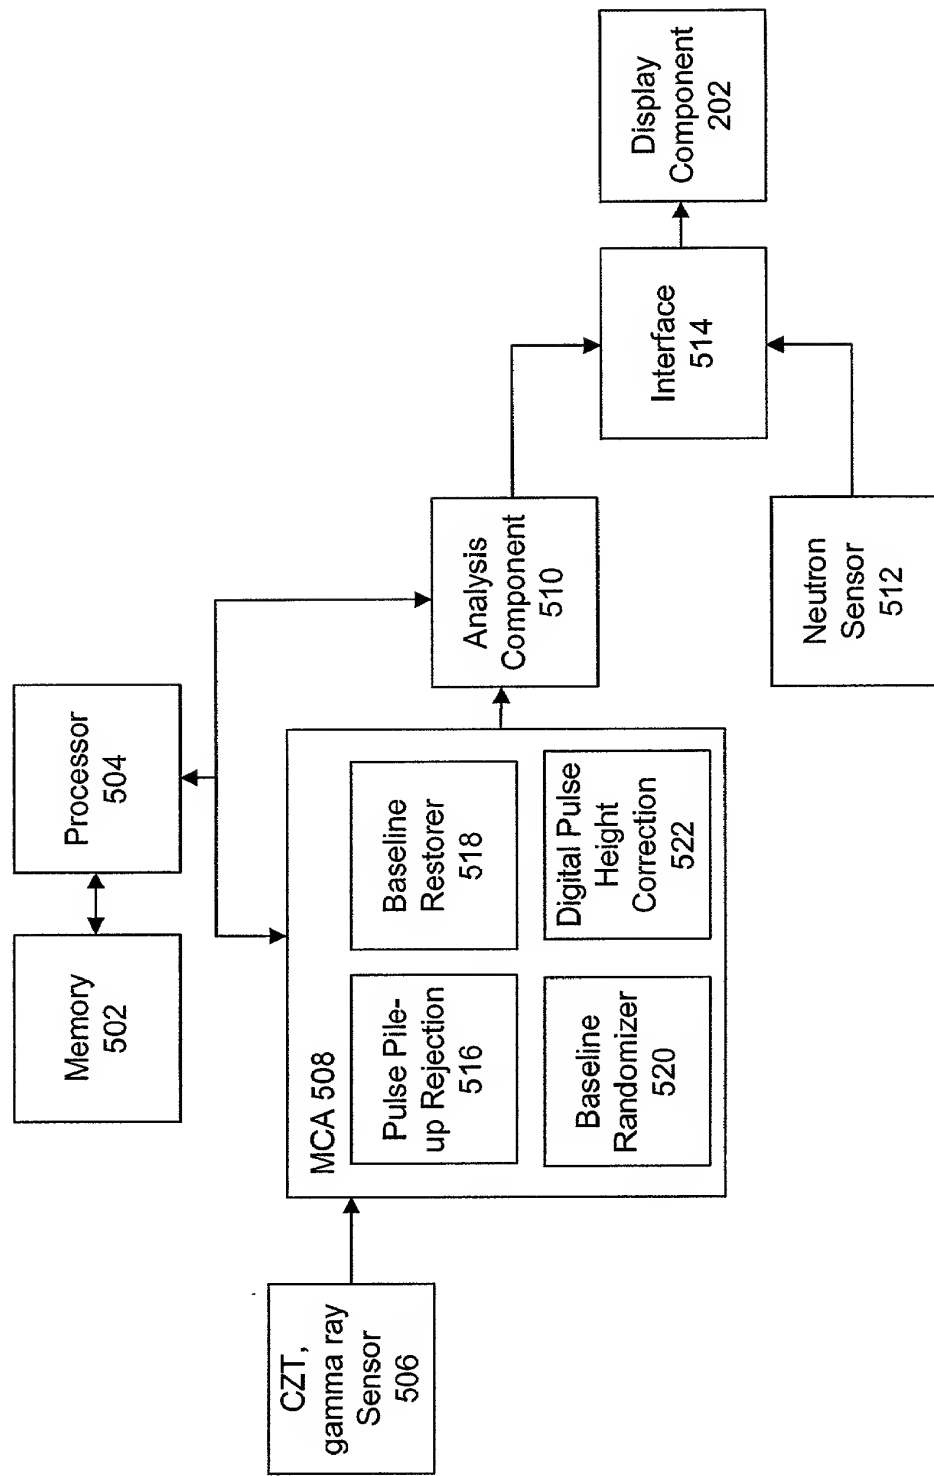 Memory
502
Processor
504
CZT,
gamma ray
Sensor
506
MCA 508
Pulse Pile-
up Rejection
516
Baseline
Restorer
518
Baseline
Randomizer
520
Digital Pulse
Height
Correction
522
Analysis
Component
510
Neutron
Sensor
512
Interface
514
Display
Component
202